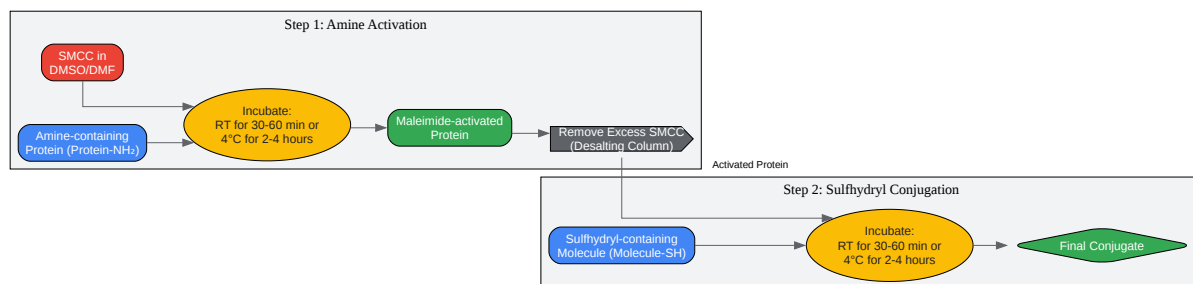 Step 1: Amine Activation
SMCC in
DMSO/DMF
Amine-containing
Protein (Protein-NH₂)
Incubate:
RT for 30-60 min or
4°C for 2-4 hours
Maleimide-activated
Protein
Remove Excess SMCC
(Desalting Column)
Activated Protein
Step 2: Sulfhydryl Conjugation
Sulfhydryl-containing
Molecule (Molecule-SH)
Incubate:
RT for 30-60 min or
4°C for 2-4 hours
Final Conjugate